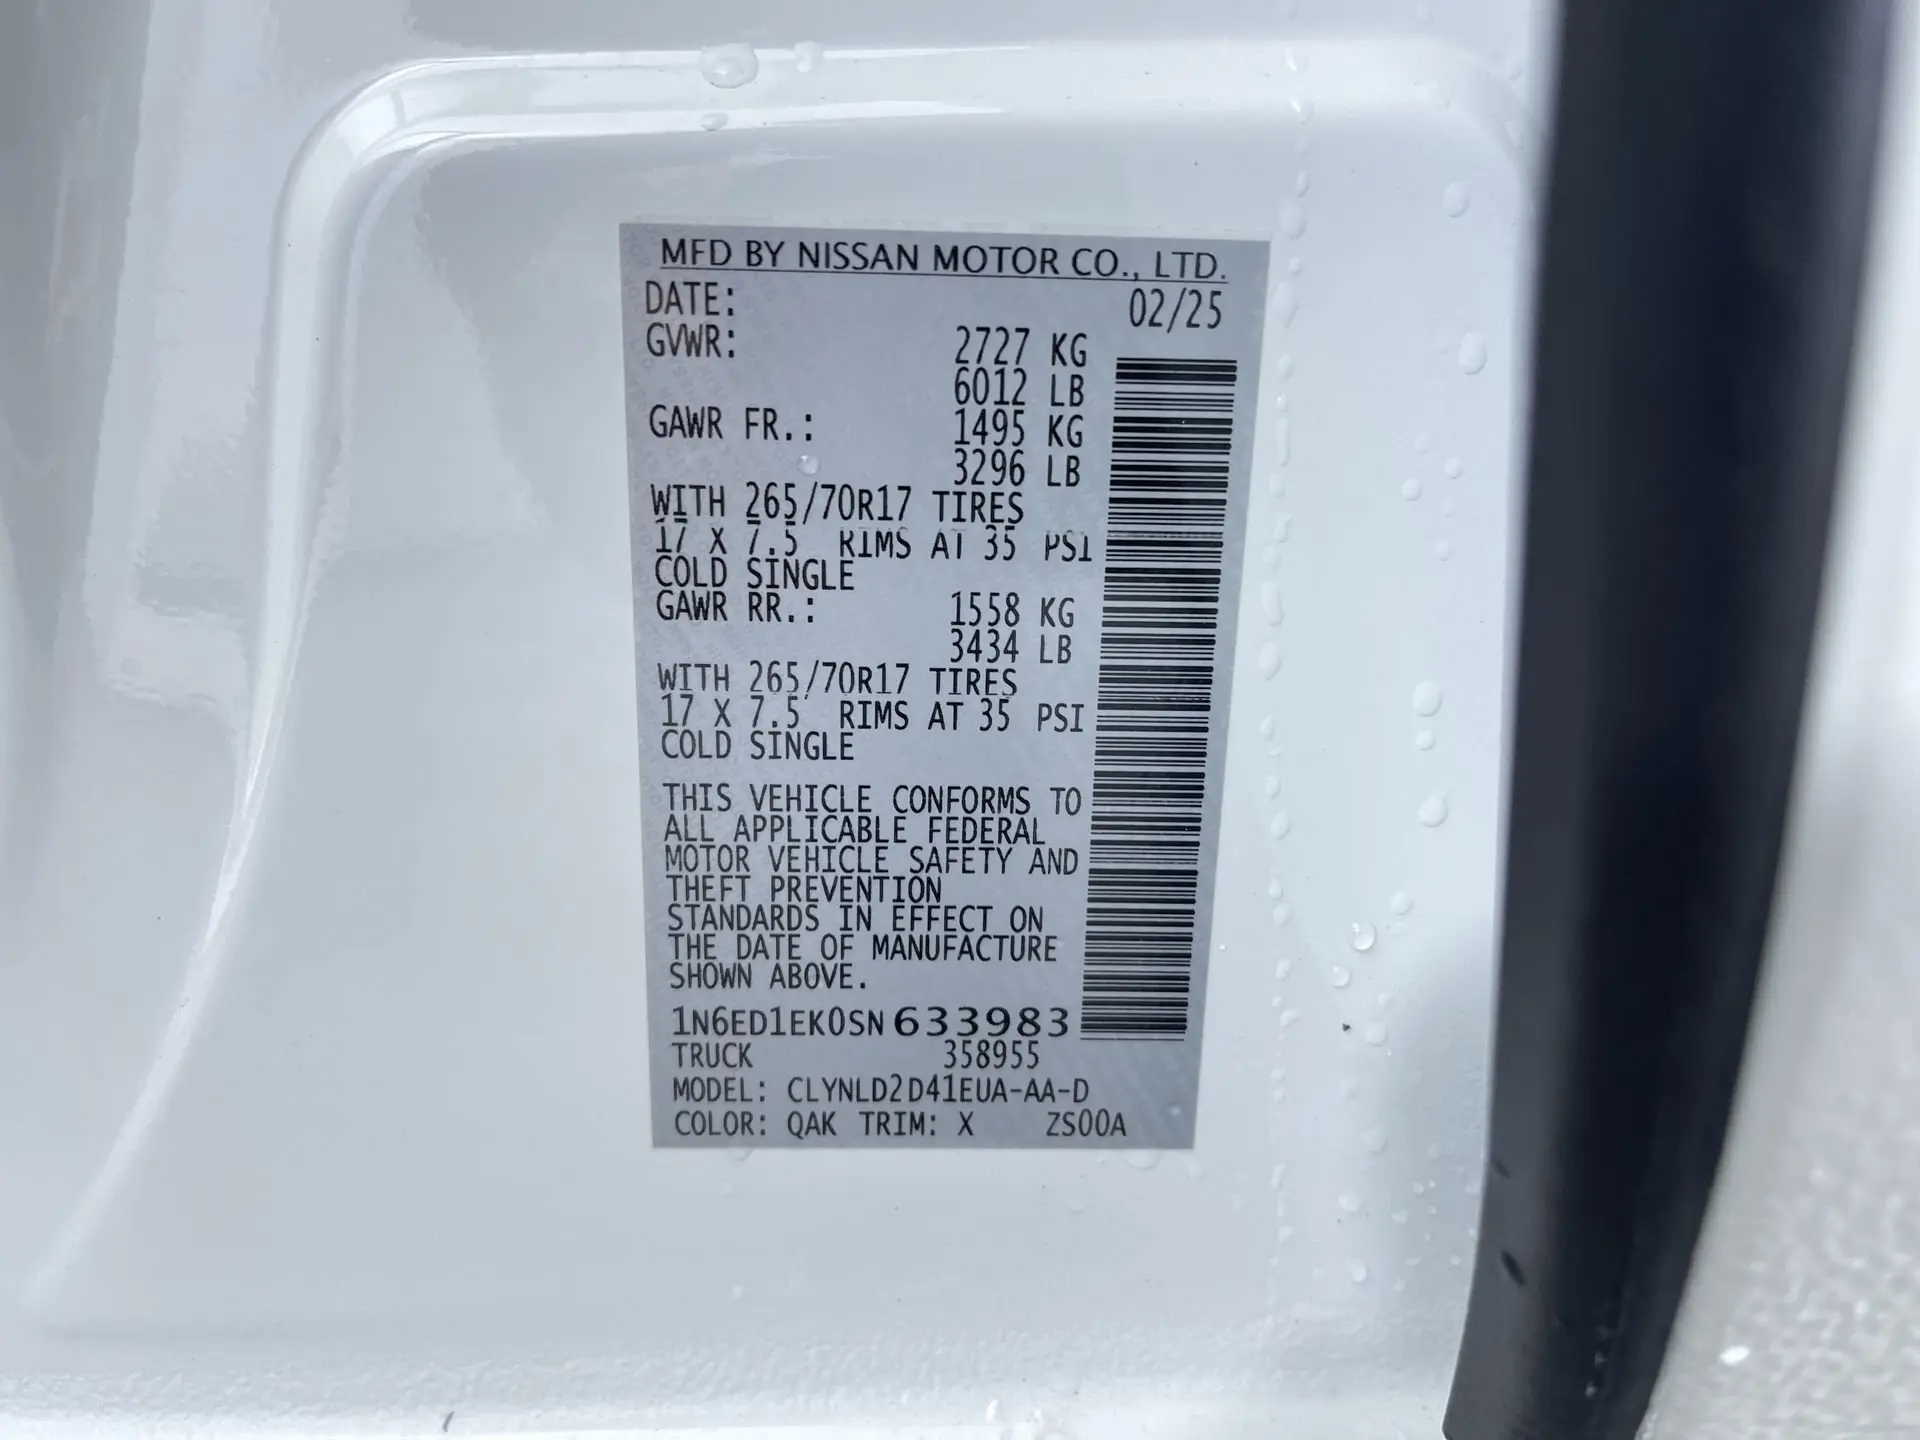 MFD BY NISSAN MOTOR CO., LTD.
DATE: 02/25
GVWR: 2727 KG
6012 LB
GAWR FR.: 1495 KG
3296 LB
WITH 265/70R17 TIRES
17 X 7.5 RIMS AT 35 PSI
COLD SINGLE
GAWR RR.: 1558 KG
3434 LB
WITH 265/70R17 TIRES
17 X 7.5 RIMS AT 35 PSI
COLD SINGLE
THIS VEHICLE CONFORMS TO
ALL APPLICABLE FEDERAL
MOTOR VEHICLE SAFETY AND
THEFT PREVENTION
STANDARDS IN EFFECT ON
THE DATE OF MANUFACTURE
SHOWN ABOVE.
1N6ED1EK0SN633983
TRUCK 358955
MODEL: CLYNLD2D41EUA-AA-D
COLOR: QAK TRIM: X ZS00A